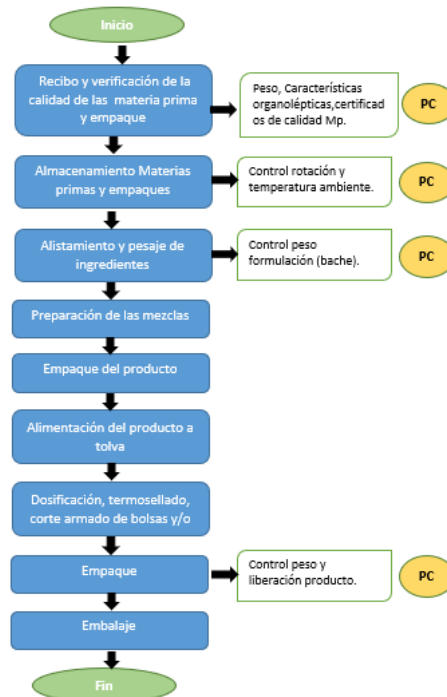 Inicio
Recibo y verificación de la
calidad de las materia prima
y empaque
Peso, Características
organolépticas,certificad
os de calidad Mp.
PC
Almacenamiento Materias
primas y empaques
Control rotación y
temperatura ambiente.
PC
Alistamiento y pesaje de
ingredientes
Control peso
formulación (bache).
PC
Preparación de las mezclas
Empaque del producto
Alimentación del producto a
tolva
Dosificación, termosellado,
corte armado de bolsas y/o
Empaque
Control peso y
liberación producto.
PC
Embalaje
Fin